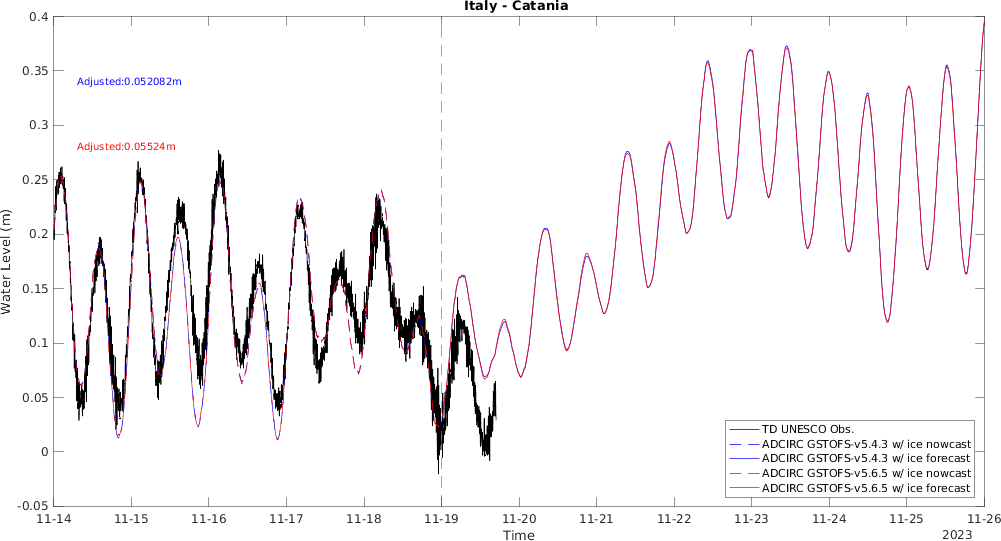 Italy - Catania
0.4
0.35
0.3
0.25
0.2
0.15
0.1
0.05
0
-0.05
Water Level (m)
Adjusted:0.052082m
Adjusted:0.05524m
TD UNESCO Obs.
ADCIRC GSTOFS-v5.4.3 w/ ice nowcast
ADCIRC GSTOFS-v5.4.3 w/ ice forecast
ADCIRC GSTOFS-v5.6.5 w/ ice nowcast
ADCIRC GSTOFS-v5.6.5 w/ ice forecast
11-14 11-15 11-16 11-17 11-18 11-19 11-20 11-21 11-22 11-23 11-24 11-25 11-26
Time
2023